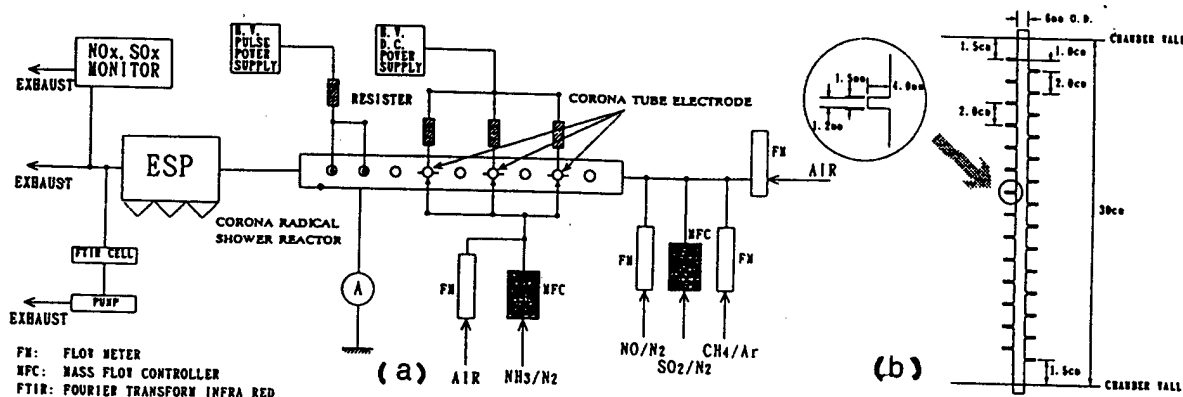 NOx, SOx
MONITOR
EXHAUST
H. V.
PULSE
POWER
SUPPLY
H. V.
D. C.
POWER
SUPPLY
RESISTER
CORONA TUBE ELECTRODE
ESP
EXHAUST
CORONA RADICAL
SHOWER REACTOR
FTIR CELL
PUMP
EXHAUST
A
FM
MFC
AIR
NH3/N2
FM
MFC
FM
NO/N2
SO2/N2
CH4/Ar
FM
AIR
FM: FLOW METER
MFC: MASS FLOW CONTROLLER
FTIR: FOURIER TRANSFORM INFRA RED
(a)
6mm O.D.
CHAMBER WALL
1.5cm
1.0cm
2.0cm
2.0cm
1.5mm
4.0mm
1.2mm
30cm
1.5cm
CHAMBER WALL
(b)